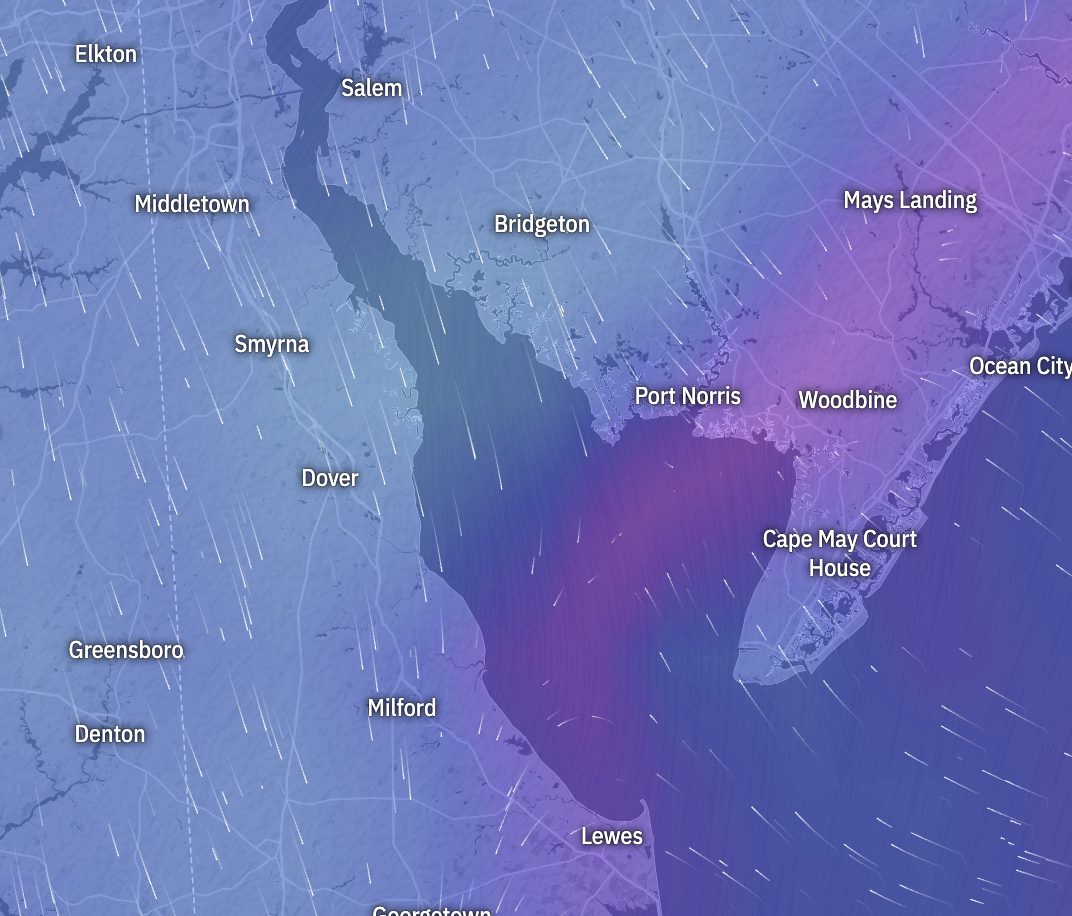 Elkton
Salem
Middletown
Mays Landing
Bridgeton
Smyrna
Ocean City
Port Norris
Woodbine
Dover
Cape May Court
House
Greensboro
Milford
Denton
Lewes
Georgetown